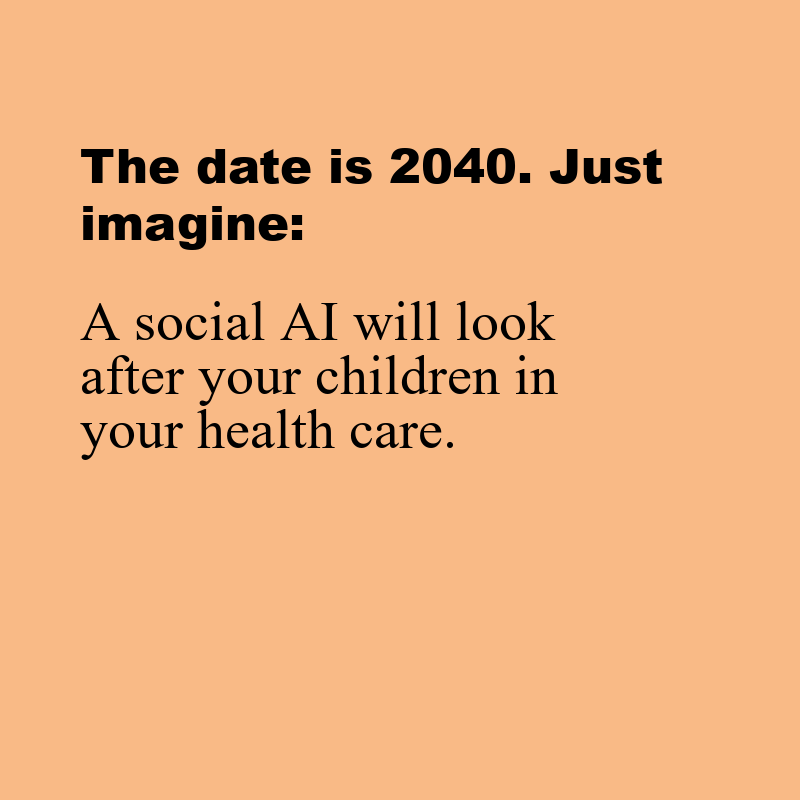 The date is 2040. Just
imagine:
A social AI will look
after your children in
your health care.